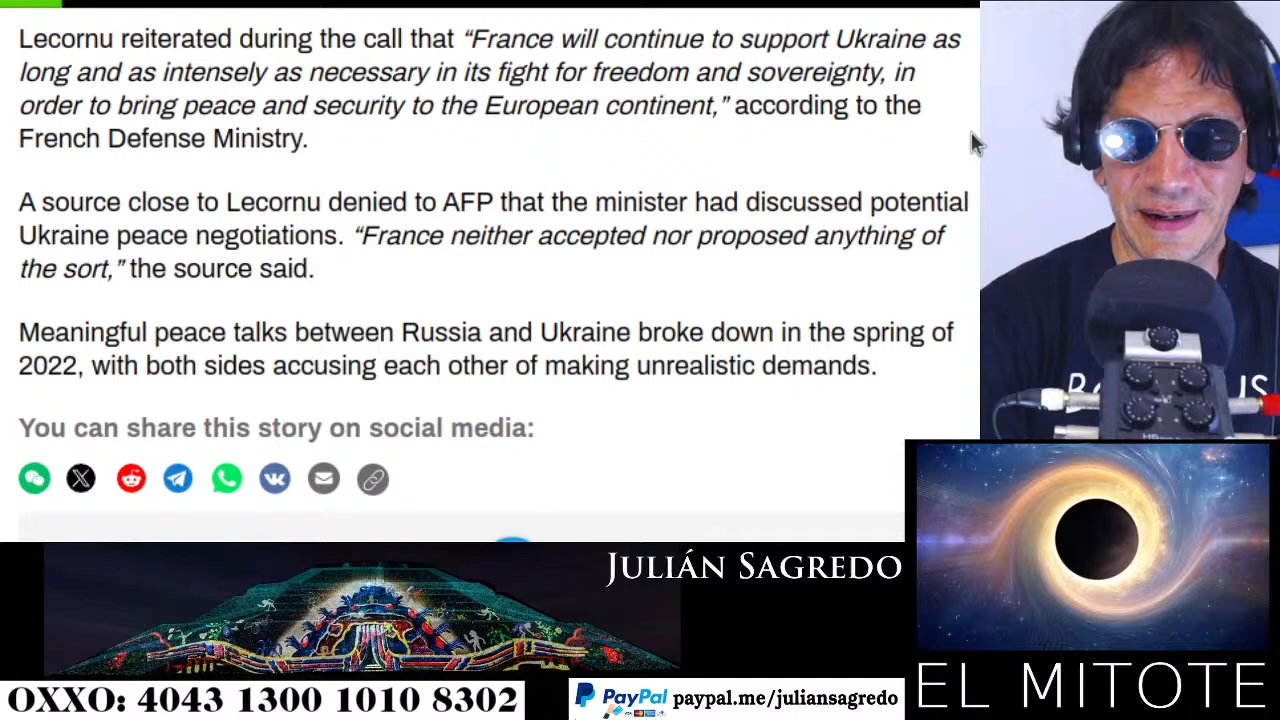 Lecornu reiterated during the call that “France will continue to support Ukraine as
long and as intensely as necessary in its fight for freedom and sovereignty, in
order to bring peace and security to the European continent,” according to the
French Defense Ministry.
A source close to Lecornu denied to AFP that the minister had discussed potential
Ukraine peace negotiations. “France neither accepted nor proposed anything of
the sort,” the source said.
Meaningful peace talks between Russia and Ukraine broke down in the spring of
2022, with both sides accusing each other of making unrealistic demands.
You can share this story on social media:
JULIÁN SAGREDO
EL MITOTE
OXXO: 4043 1300 1010 8302
PayPal paypal.me/juliansagredo